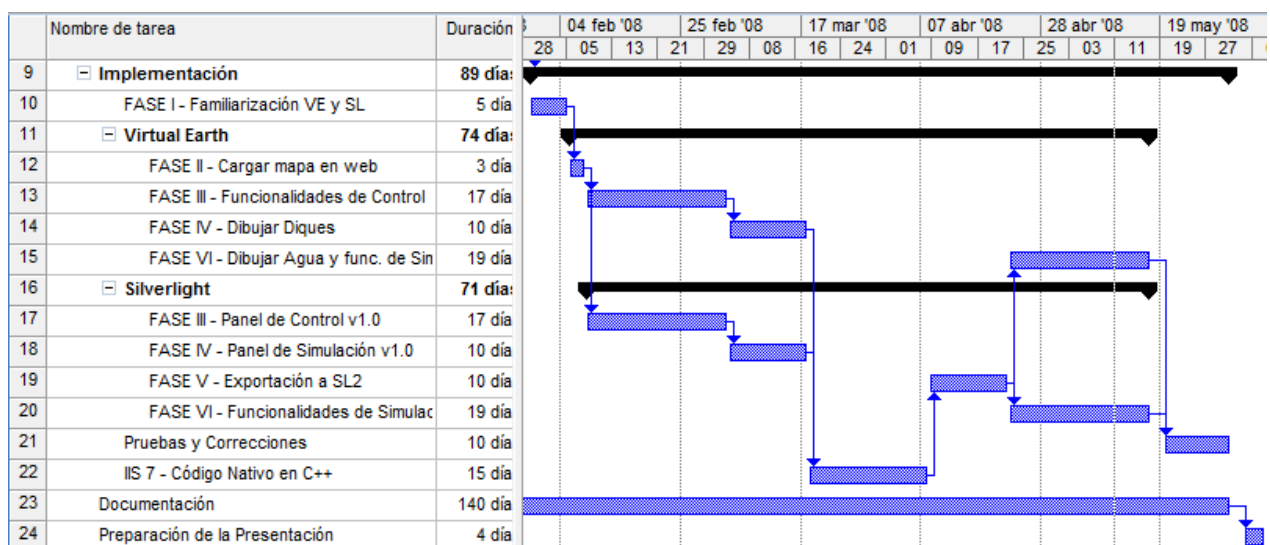 Nombre de tarea Duración 04 feb '08 25 feb '08 17 mar '08 07 abr '08 28 abr '08 19 may '08
28 05 13 21 29 08 16 24 01 09 17 25 03 11 19 27
9 Implementación 89 días
10 FASE I - Familiarización VE y SL 5 día
11 Virtual Earth 74 días
12 FASE II - Cargar mapa en web 3 día
13 FASE III - Funcionalidades de Control 17 día
14 FASE IV - Dibujar Diques 10 día
15 FASE VI - Dibujar Agua y func. de Sin 19 día
16 Silverlight 71 días
17 FASE III - Panel de Control v1.0 17 día
18 FASE IV - Panel de Simulación v1.0 10 día
19 FASE V - Exportación a SL2 10 día
20 FASE VI - Funcionalidades de Simulac 19 día
21 Pruebas y Correcciones 10 día
22 IIS 7 - Código Nativo en C++ 15 día
23 Documentación 140 día
24 Preparación de la Presentación 4 día